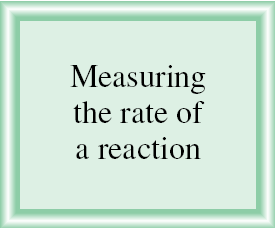 Measuring
the rate of
a reaction